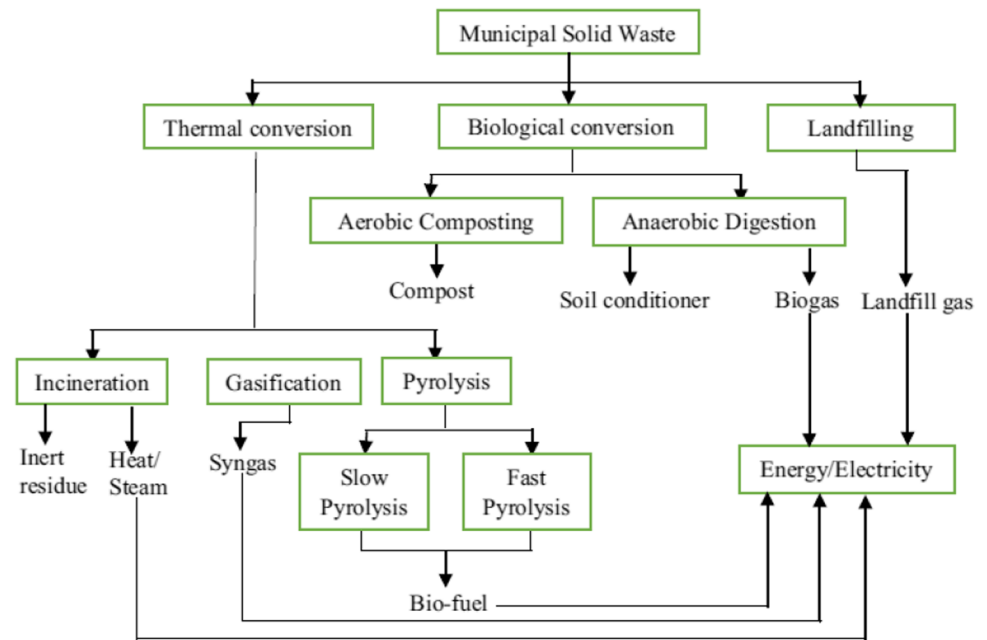 Municipal Solid Waste
Thermal conversion
Biological conversion
Landfilling
Aerobic Composting
Anaerobic Digestion
Compost
Soil conditioner
Biogas
Landfill gas
Incineration
Gasification
Pyrolysis
Inert
residue
Heat/
Steam
Syngas
Slow
Pyrolysis
Fast
Pyrolysis
Energy/Electricity
Bio-fuel